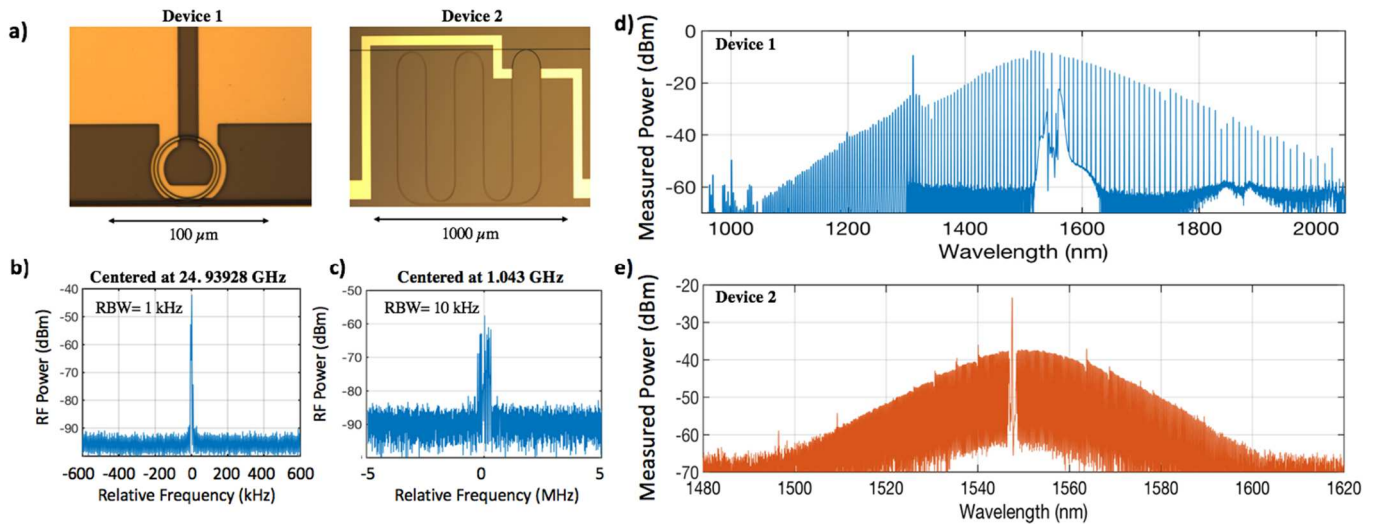 a)
Device 1
Device 2
100 μm
1000 μm
b)
Centered at 24. 93928 GHz
RBW= 1 kHz
RF Power (dBm)
-40
-50
-60
-70
-80
-90
-600 -400 -200 0 200 400 600
Relative Frequency (kHz)
c)
Centered at 1.043 GHz
RBW= 10 kHz
RF Power (dBm)
-50
-60
-70
-80
-90
-5 0 5
Relative Frequency (MHz)
d)
Device 1
Measured Power (dBm)
0
-20
-40
-60
1000 1200 1400 1600 1800 2000
Wavelength (nm)
e)
Device 2
Measured Power (dBm)
-20
-30
-40
-50
-60
-70
1480 1500 1520 1540 1560 1580 1600 1620
Wavelength (nm)